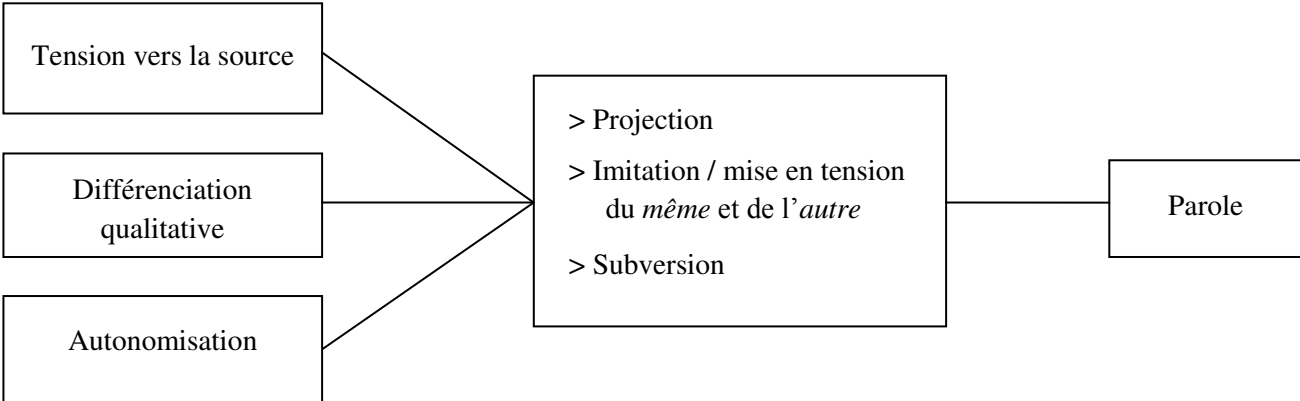 Tension vers la source
Différenciation
qualitative
Autonomisation
> Projection
> Imitation / mise en tension
du même et de l'autre
> Subversion
Parole